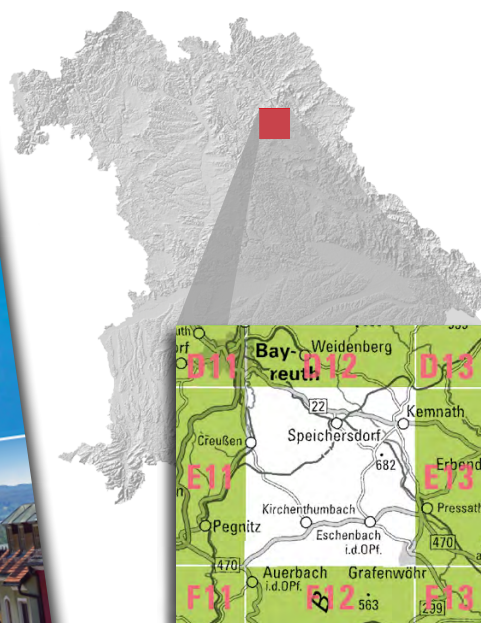 Bay-
reuth
Weidenberg
D11
D12
D13
22
Kemnath
Speichersdorf
Creußen
682
E11
E13
Erbend
Kirchenthumbach
Pressath
Pegnitz
Eschenbach
i.d.OPf.
470
470
Auerbach
i.d.OPf.
Grafenwöhr
F11
F12
B
563
F13
299